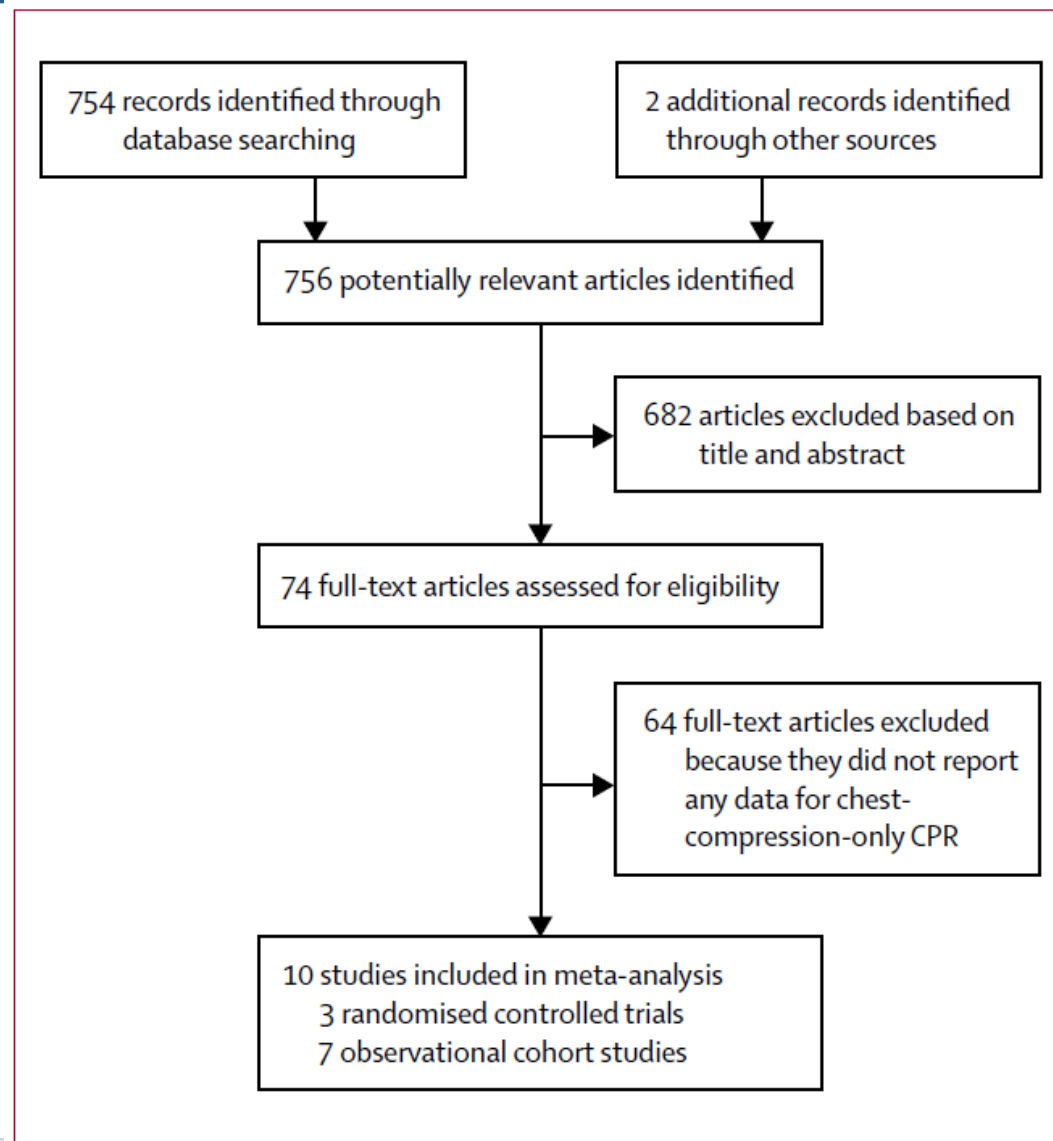 754 records identified through
database searching
2 additional records identified
through other sources
756 potentially relevant articles identified
682 articles excluded based on
title and abstract
74 full-text articles assessed for eligibility
64 full-text articles excluded
because they did not report
any data for chest-
compression-only CPR
10 studies included in meta-analysis
3 randomised controlled trials
7 observational cohort studies